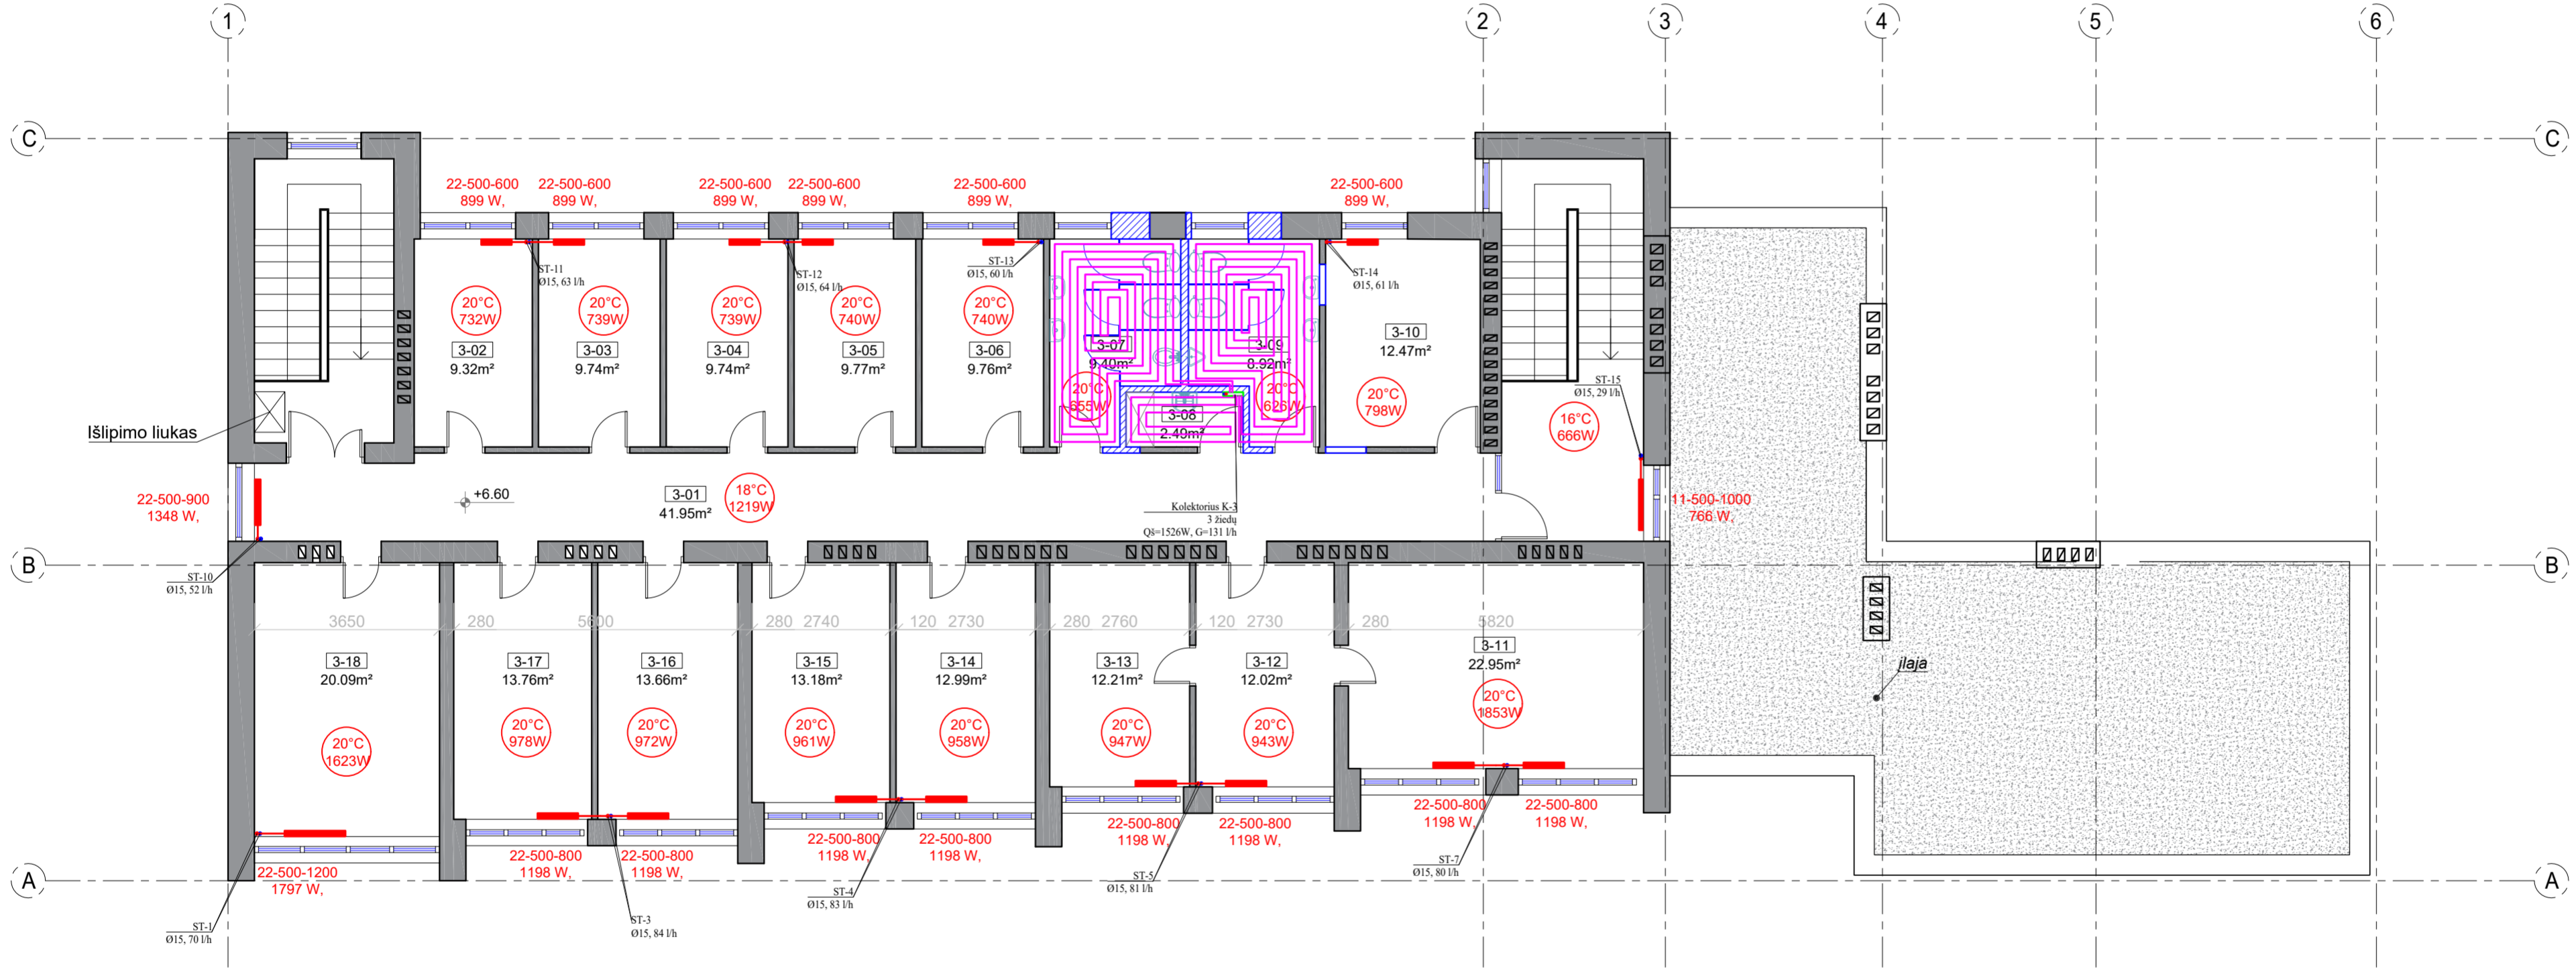 1
2
3
4
5
6
C
C
22-500-600
899 W,
22-500-600
899 W,
22-500-600
899 W,
22-500-600
899 W,
22-500-600
899 W,
22-500-600
899 W,
ST-11
Ø15, 63 l/h
ST-12
Ø15, 64 l/h
ST-13
Ø15, 60 l/h
ST-14
Ø15, 61 l/h
20°C
732W
20°C
739W
20°C
739W
20°C
740W
20°C
740W
3-02
9.32m²
3-03
9.74m²
3-04
9.74m²
3-05
9.77m²
3-06
9.76m²
3-07
9.40m²
3-09
8.92m²
3-10
12.47m²
20°C
655W
20°C
626W
20°C
798W
3-08
2.49m²
ST-15
Ø15, 29 l/h
16°C
666W
Išlipimo liukas
22-500-900
1348 W,
+6.60
3-01
41.95m²
18°C
1219W
Kolektorius K-3
3 žiedų
Qš=1526W, G=131 l/h
11-500-1000
766 W,
B
B
ST-10
Ø15, 52 l/h
3650
280
5600
280
2740
120
2730
280
2760
120
2730
280
5820
3-18
20.09m²
3-17
13.76m²
3-16
13.66m²
3-15
13.18m²
3-14
12.99m²
3-13
12.21m²
3-12
12.02m²
3-11
22.95m²
įlaja
20°C
1623W
20°C
978W
20°C
972W
20°C
961W
20°C
958W
20°C
947W
20°C
943W
20°C
1853W
22-500-1200
1797 W,
22-500-800
1198 W,
22-500-800
1198 W,
22-500-800
1198 W,
22-500-800
1198 W,
22-500-800
1198 W,
22-500-800
1198 W,
22-500-800
1198 W,
22-500-800
1198 W,
A
A
ST-1
Ø15, 70 l/h
ST-3
Ø15, 84 l/h
ST-4
Ø15, 83 l/h
ST-5
Ø15, 81 l/h
ST-7
Ø15, 80 l/h